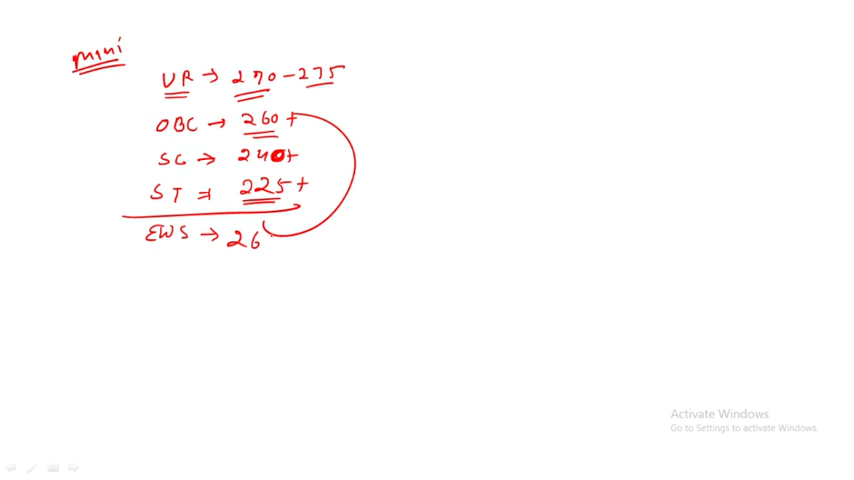 mini
UR → 270 - 275
OBC → 260+
SC → 240+
ST → 225+
EWS → 26
Activate Windows
Go to Settings to activate Windows.